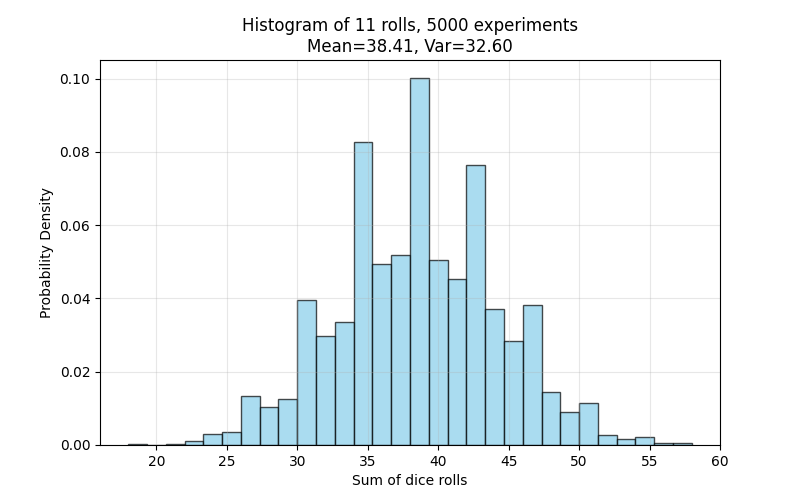 Histogram of 11 rolls, 5000 experiments
Mean=38.41, Var=32.60
0.10
0.08
0.06
0.04
0.02
0.00
Probability Density
20 25 30 35 40 45 50 55 60
Sum of dice rolls